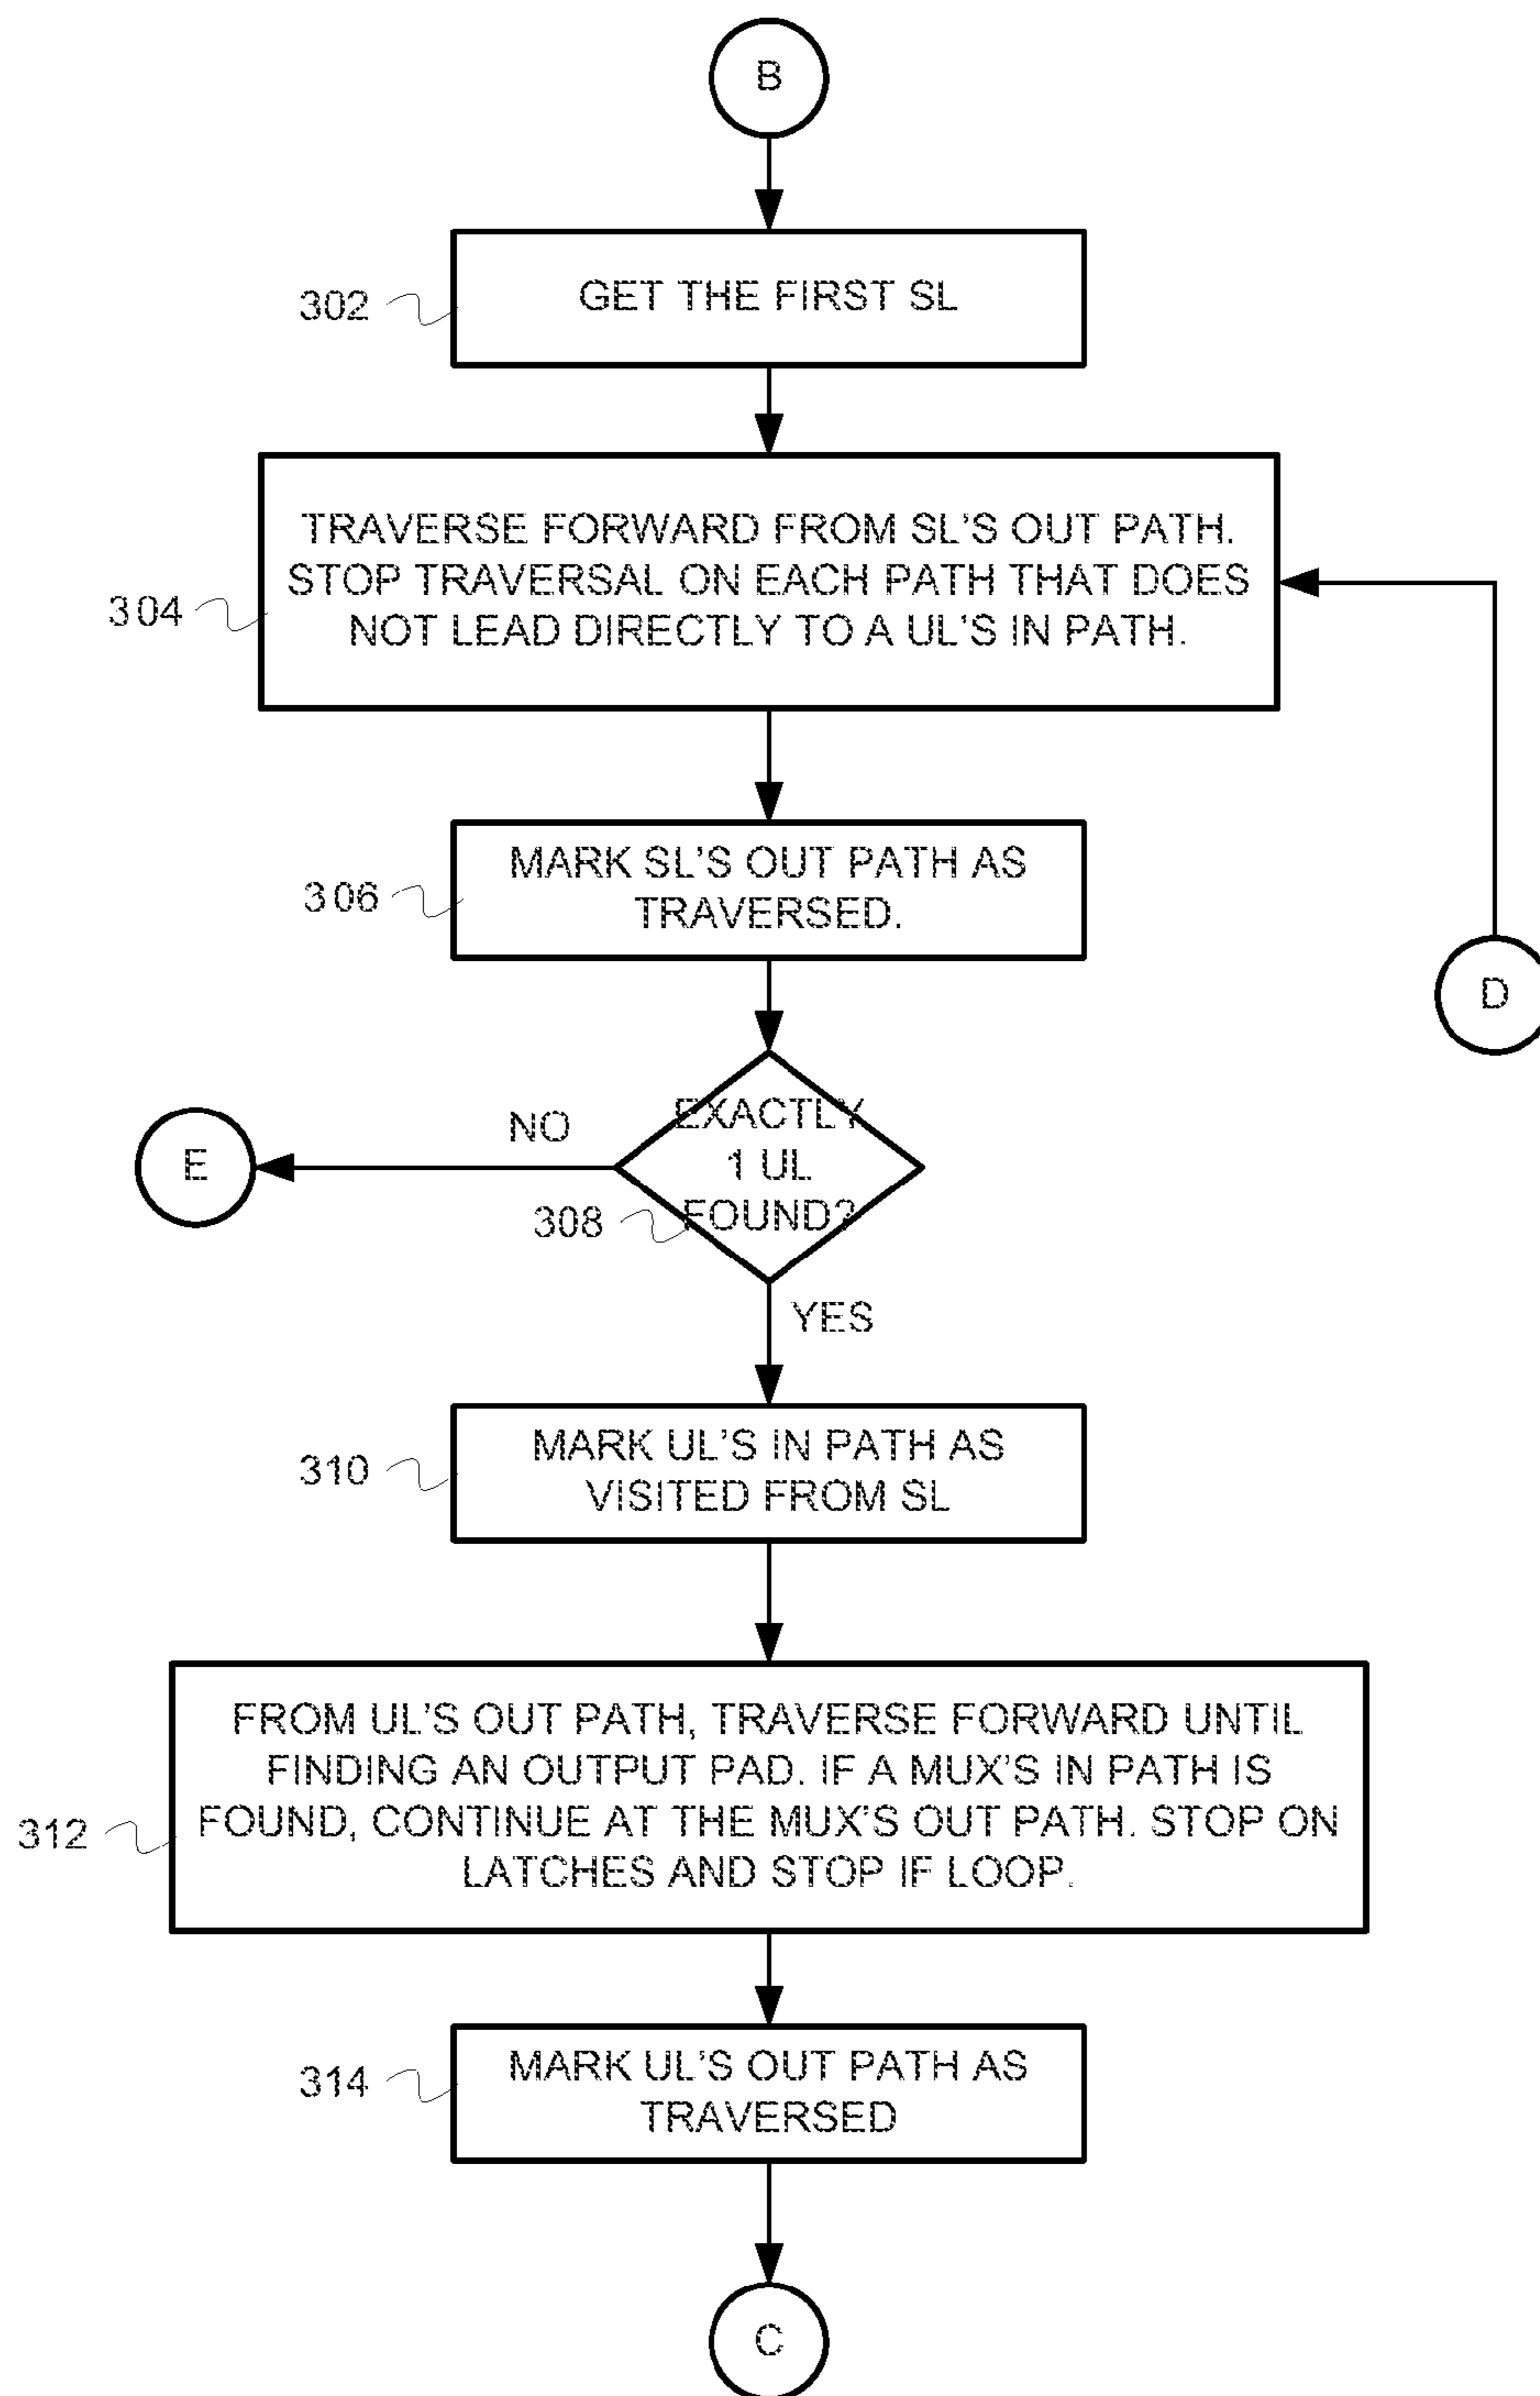 B
302
GET THE FIRST SL
304
TRAVERSE FORWARD FROM SL'S OUT PATH.
STOP TRAVERSAL ON EACH PATH THAT DOES
NOT LEAD DIRECTLY TO A UL'S IN PATH.
306
MARK SL'S OUT PATH AS
TRAVERSED.
D
E
NO
308
EXACTLY
1 UL
FOUND?
YES
310
MARK UL'S IN PATH AS
VISITED FROM SL
312
FROM UL'S OUT PATH, TRAVERSE FORWARD UNTIL
FINDING AN OUTPUT PAD. IF A MUX'S IN PATH IS
FOUND, CONTINUE AT THE MUX'S OUT PATH. STOP ON
LATCHES AND STOP IF LOOP.
314
MARK UL'S OUT PATH AS
TRAVERSED
C